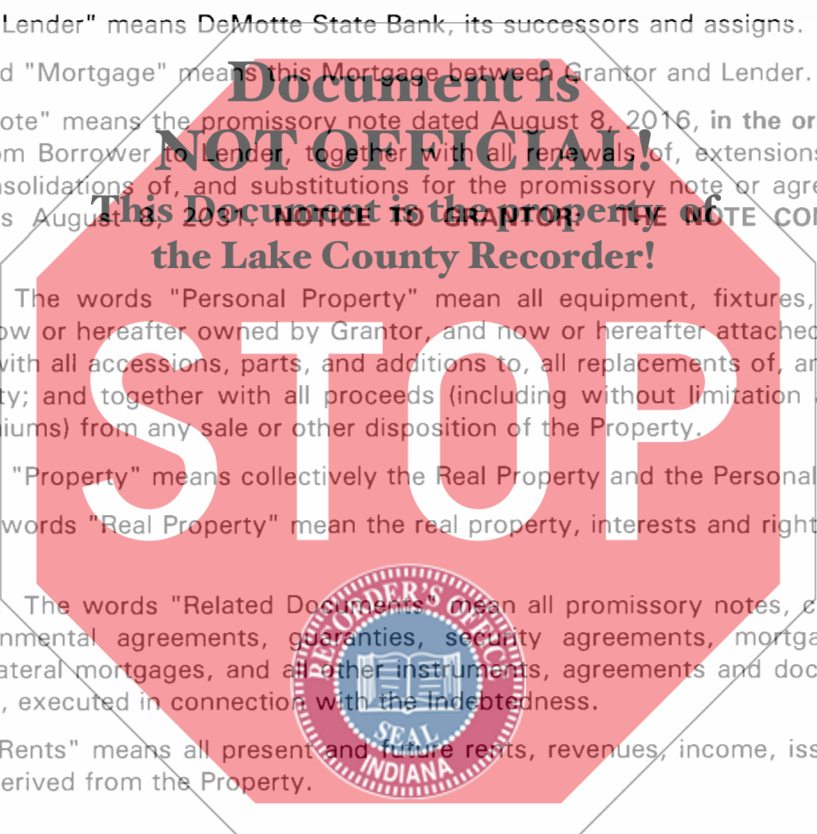 Lender" means DeMotte State Bank, its successors and assigns.
d "Mortgage" means this Mortgage between Grantor and Lender.
Document is
ote" means the promissory note dated August 8, 2016, in the or
NOT OFFICIAL!
om Borrower to Lender, together with all renewals of, extensions
nsolidations of, and substitutions for the promissory note or agre
This Document is the property of
s August 8, 2031. NOTICE TO GRANTOR: THE NOTE CON
the Lake County Recorder!
The words "Personal Property" mean all equipment, fixtures,
ow or hereafter owned by Grantor, and now or hereafter attached
with all accessions, parts, and additions to, all replacements of, an
ty; and together with all proceeds (including without limitation
niums) from any sale or other disposition of the Property.
STOP
"Property" means collectively the Real Property and the Personal
words "Real Property" mean the real property, interests and right
The words "Related Documents" mean all promissory notes, c
nmental agreements, guaranties, security agreements, mortga
ateral mortgages, and all other instruments, agreements and doc
, executed in connection with the Indebtedness.
RECORDER'S OFFICE
SEAL
INDIANA
Rents" means all present and future rents, revenues, income, iss
erived from the Property.